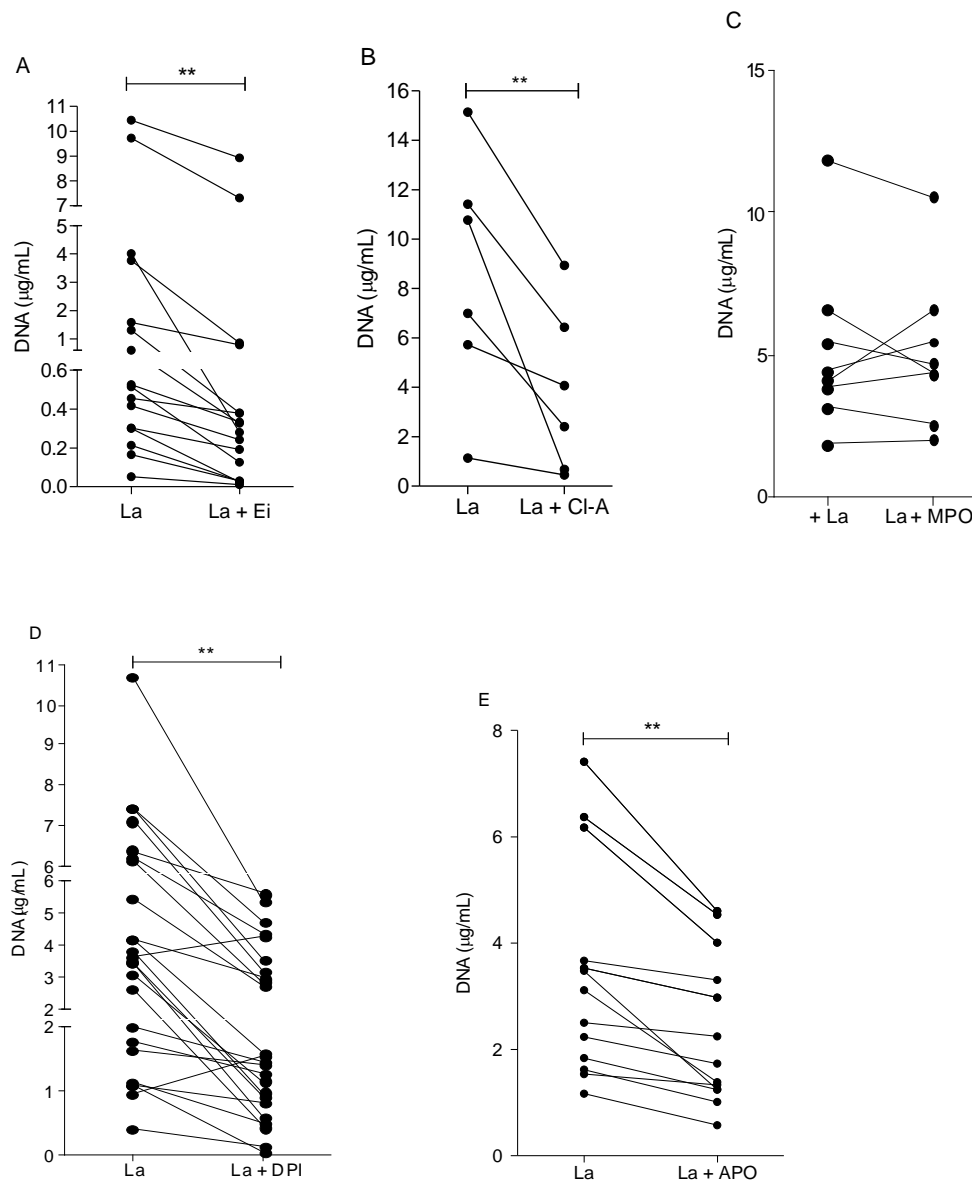 A
**
11
10
9
8
7
5
4
3
2
1
0.6
0.4
0.2
0.0
DNA (µg/mL)
La
La + Ei
B
**
16
14
12
10
8
6
4
2
0
DNA (µg/mL)
La
La + Cl-A
C
15
10
5
0
DNA (µg/mL)
+ La
La + MPO
D
**
11
10
9
8
7
6
6
5
4
3
2
2
1
0
DNA (µg/mL)
La
La + DPI
E
**
8
6
4
2
0
DNA (µg/mL)
La
La + APO